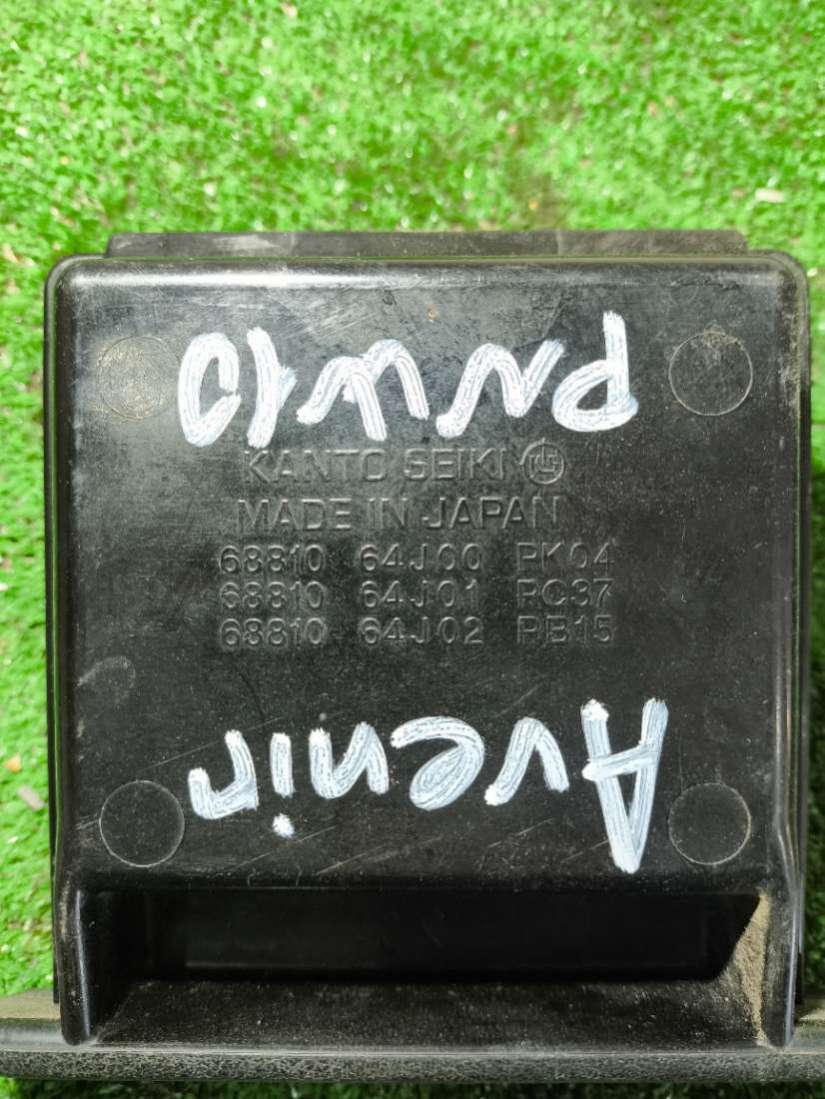 PNW10
KANTO SEIKI
MADE IN JAPAN
68810 64J00 PK04
68810 64J01 PC37
68810 64J02 PB15
Avenir